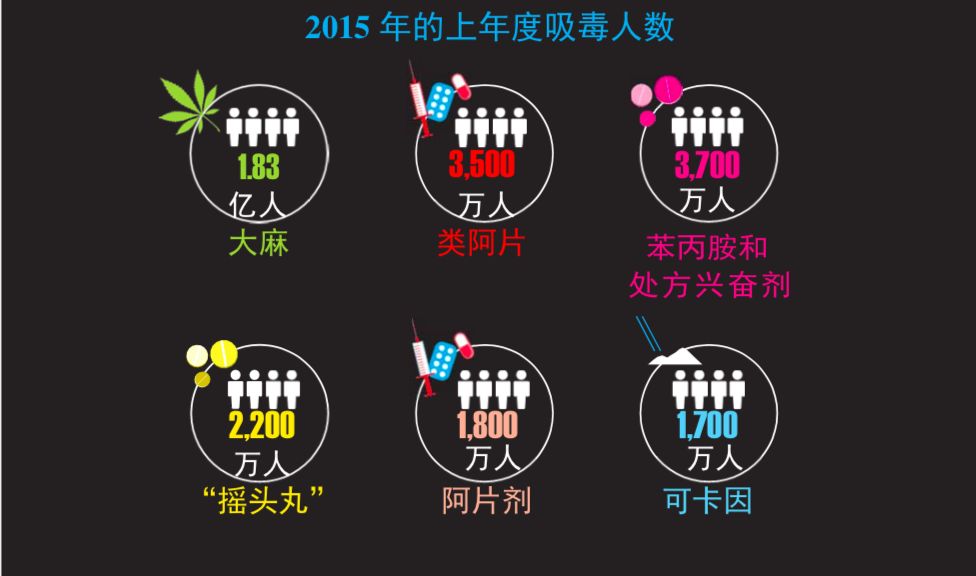 2015 年的上年度吸毒人数
1.83
亿人
大麻
3,500
万人
类阿片
3,700
万人
苯丙胺和
处方兴奋剂
2,200
万人
“摇头丸”
1,800
万人
阿片剂
1,700
万人
可卡因